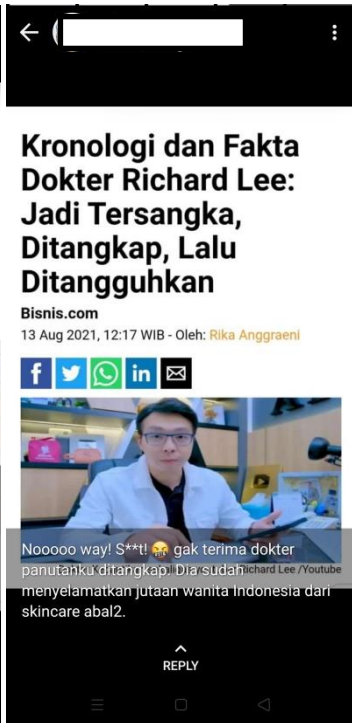 Kronologi dan Fakta
Dokter Richard Lee:
Jadi Tersangka,
Ditangkap, Lalu
Ditangguhkan
Bisnis.com
13 Aug 2021, 12:17 WIB - Oleh: Rika Anggraeni
f in
Nooooo way! S**t! 🤬 gak terima dokter
Richard Lee /Youtube
panutanku ditangkap. Dia sudah
menyelamatkan jutaan wanita Indonesia dari
skincare abal2.
REPLY